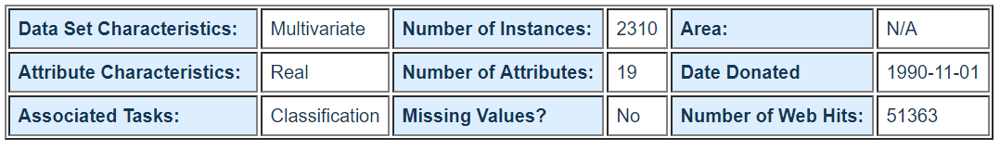 Data Set Characteristics: Multivariate Number of Instances: 2310 Area: N/A
Attribute Characteristics: Real Number of Attributes: 19 Date Donated 1990-11-01
Associated Tasks: Classification Missing Values? No Number of Web Hits: 51363